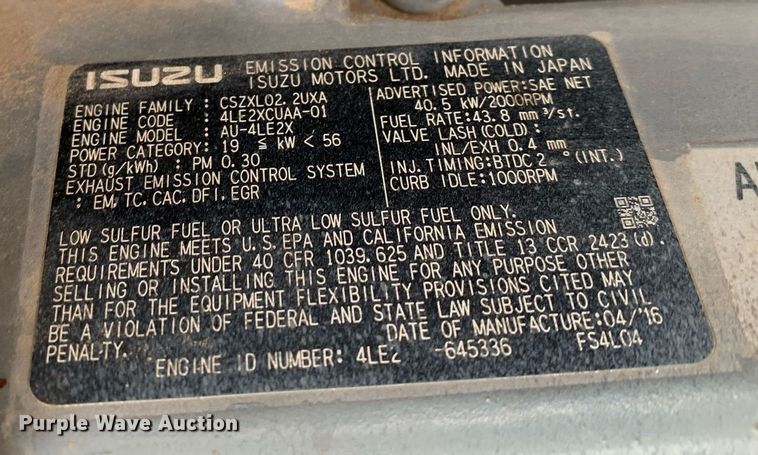 ISUZU EMISSION CONTROL INFORMATION
ISUZU MOTORS LTD. MADE IN JAPAN
ENGINE FAMILY : CSZXL02.2UXA
ENGINE CODE : 4LE2XCUAA-01
ENGINE MODEL : AU-4LE2X
POWER CATEGORY : 19 ≦ kW < 56
STD (g/kWh) : PM 0.30
EXHAUST EMISSION CONTROL SYSTEM
: EM, TC, CAC, DFI, EGR
ADVERTISED POWER:SAE NET
40.5 kW/2000RPM
FUEL RATE:43.8 mm³/st.
VALVE LASH(COLD) :
INL/EXH 0.4 mm
INJ.TIMING:BTDC 2 °(INT.)
CURB IDLE:1000RPM
LOW SULFUR FUEL OR ULTRA LOW SULFUR FUEL ONLY.
THIS ENGINE MEETS U.S.EPA AND CALIFORNIA EMISSION
REQUIREMENTS UNDER 40 CFR 1039.625 AND TITLE 13 CCR 2423(d).
SELLING OR INSTALLING THIS ENGINE FOR ANY PURPOSE OTHER
THAN FOR THE EQUIPMENT FLEXIBILITY PROVISIONS CITED MAY
BE A VIOLATION OF FEDERAL AND STATE LAW SUBJECT TO CIVIL
PENALTY.
DATE OF MANUFACTURE:04/'16
ENGINE ID NUMBER: 4LE2 -645336 FS4L04
Purple Wave Auction